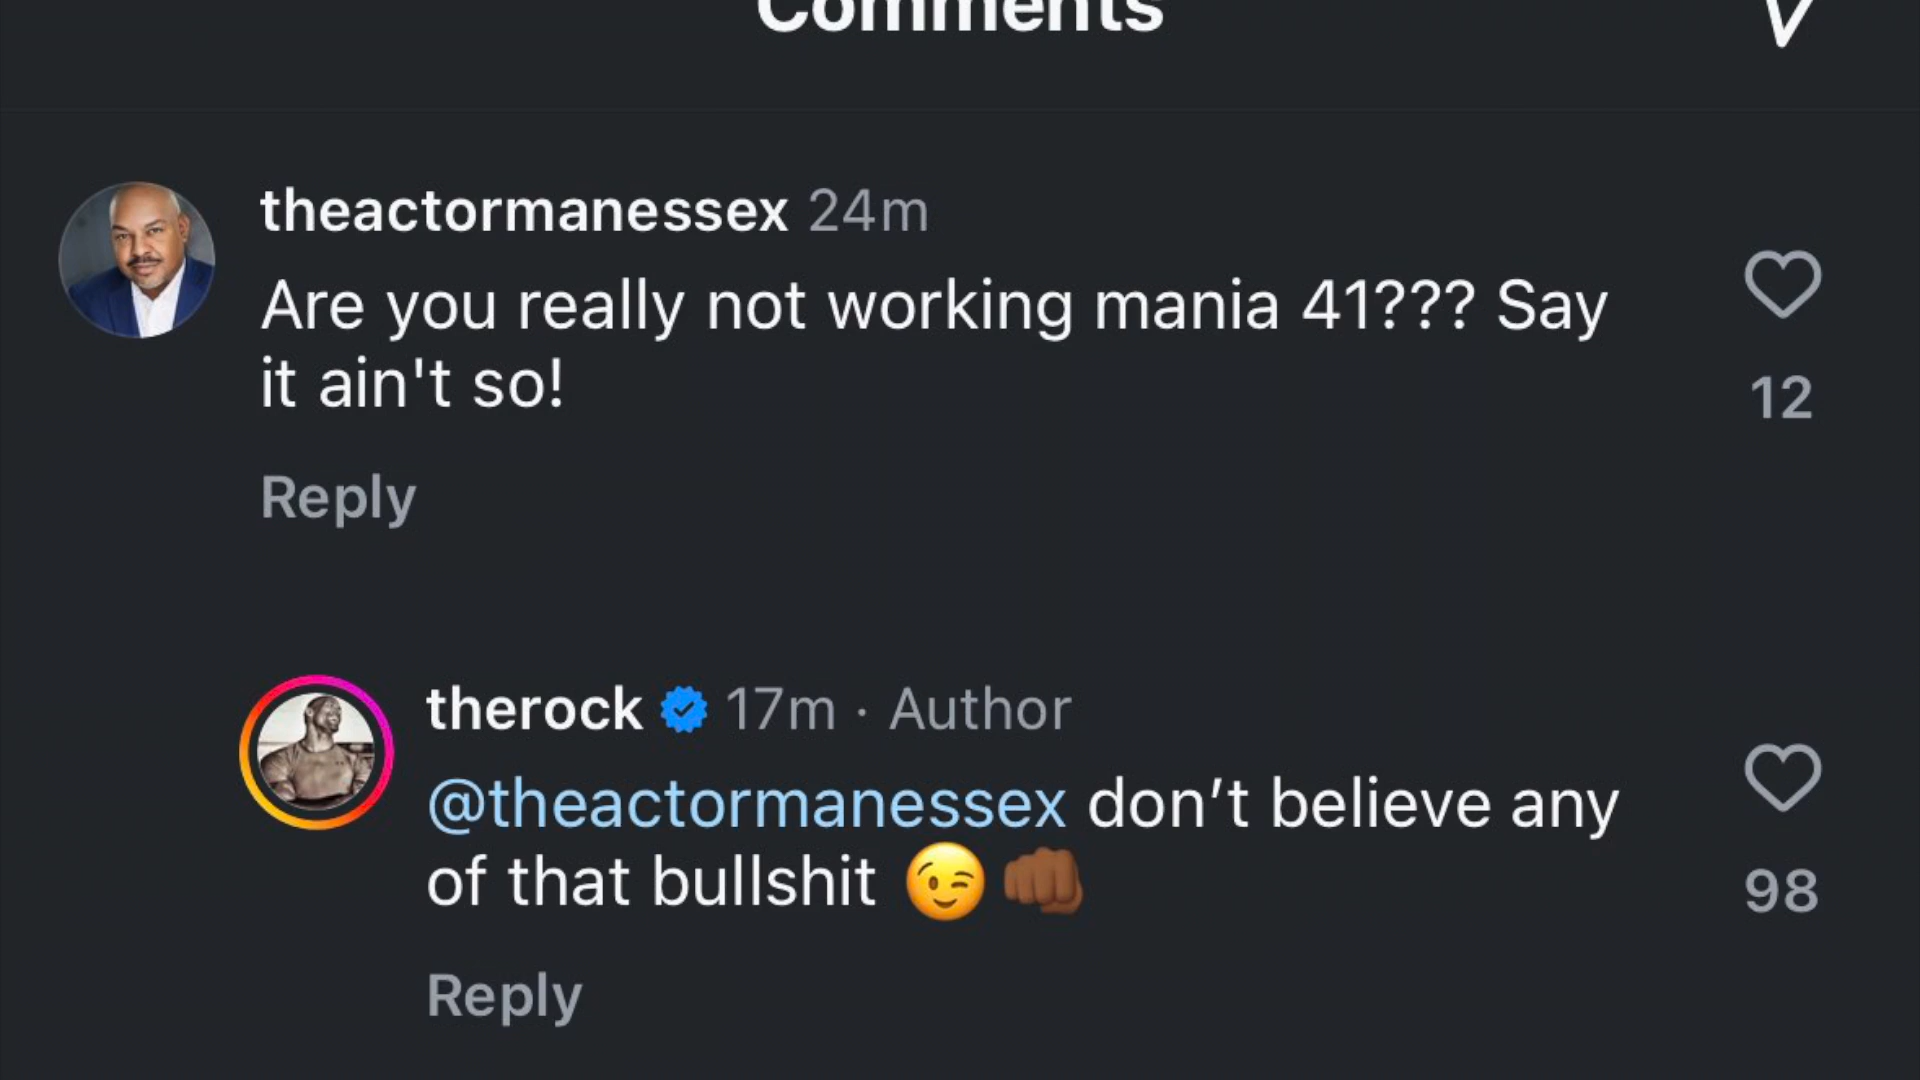 Comments
theactormanessex 24m
Are you really not working mania 41??? Say
it ain't so!
12
Reply
therock 17m · Author
@theactormanessex don’t believe any
of that bullshit 😉👊🏾
98
Reply